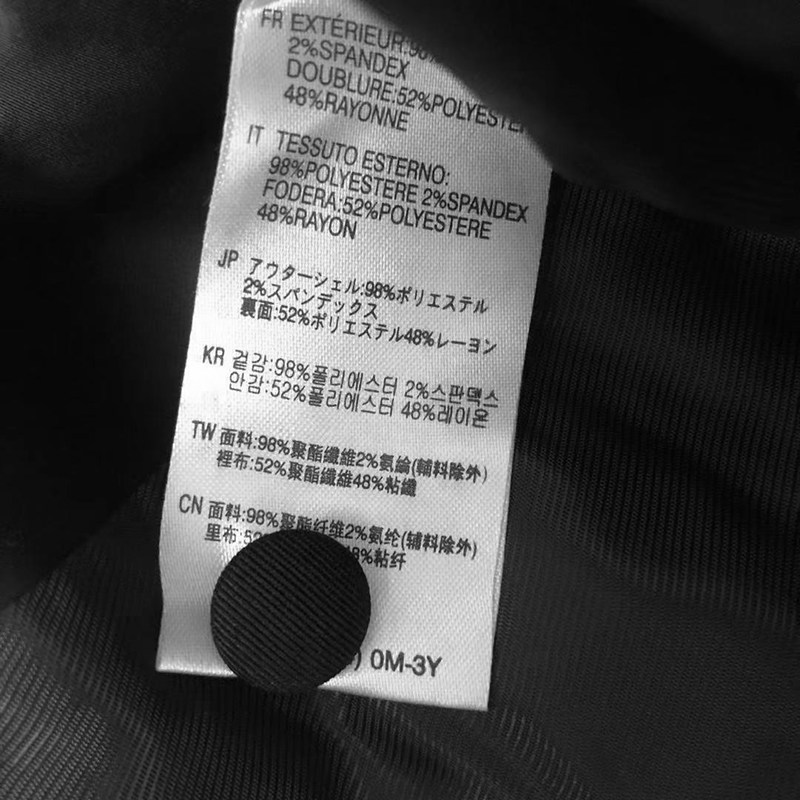 FR EXTÉRIEUR:98%
2%SPANDEX
DOUBLURE:52%POLYESTER
48%RAYONNE
IT TESSUTO ESTERNO:
98%POLYESTERE 2%SPANDEX
FODERA:52%POLYESTERE
48%RAYON
JP アウターシェル:98%ポリエステル
2%スパンデックス
裏面:52%ポリエステル48%レーヨン
KR 겉감:98%폴리에스터 2%스판덱스
안감:52%폴리에스터 48%레이온
TW 面料:98%聚酯纖維2%氨綸(輔料除外)
裡布:52%聚酯纖維48%粘纖
CN 面料:98%聚酯纤维2%氨纶(辅料除外)
里布:52 48%粘纤
) 0M-3Y